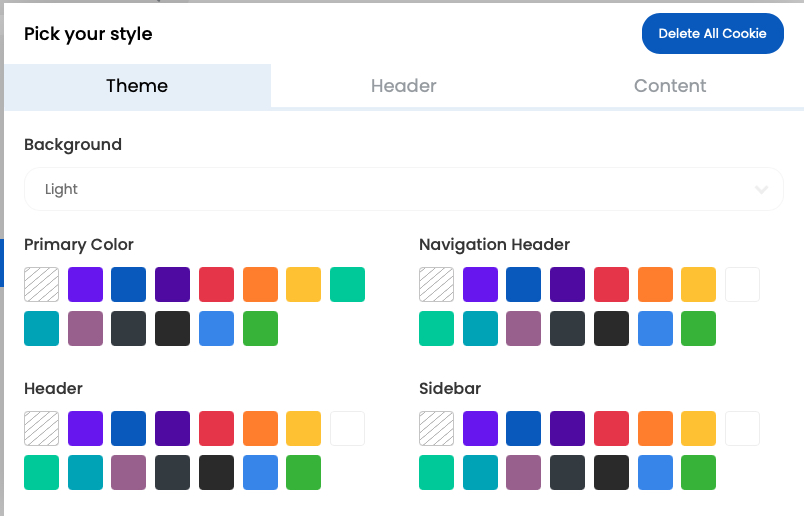 Pick your style
Delete All Cookie
Theme
Header
Content
Background
Light
Primary Color
Navigation Header
Header
Sidebar